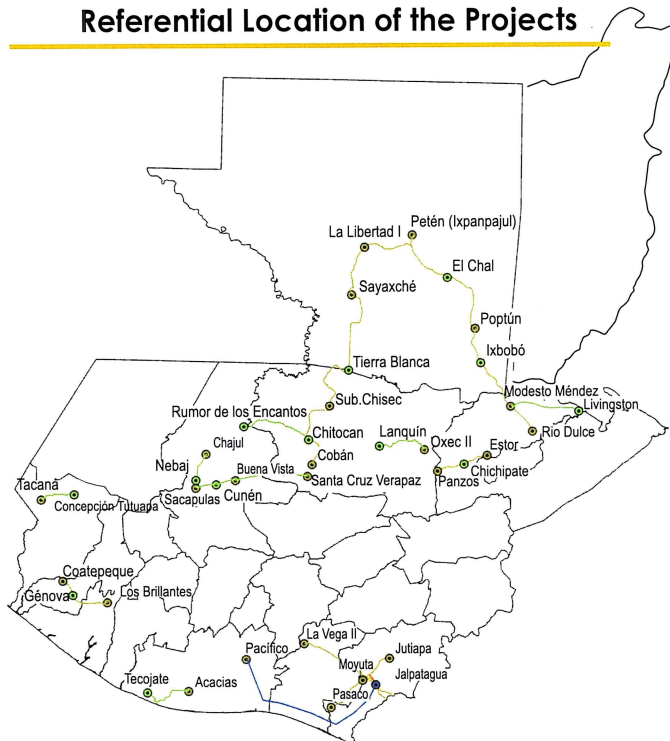 Referential Location of the Projects
Petén (Ixpanpajul)
La Libertad I
El Chal
Sayaxché
Poptún
Ixbobó
Tierra Blanca
Modesto Méndez
Livingston
Sub.Chisec
Rumor de los Encantos
Chitocan
Lanquín
Oxec II
Rio Dulce
Chajul
Cobán
Estor
Nebaj
Buena Vista
Chichipate
Santa Cruz Verapaz
Panzos
Tacaná
Sacapulas
Cunén
Concepción Tutuapa
Coatepeque
Génova
Los Brillantes
La Vega II
Pacífico
Jutiapa
Moyuta
Jalpatagua
Tecojate
Acacias
Pasaco